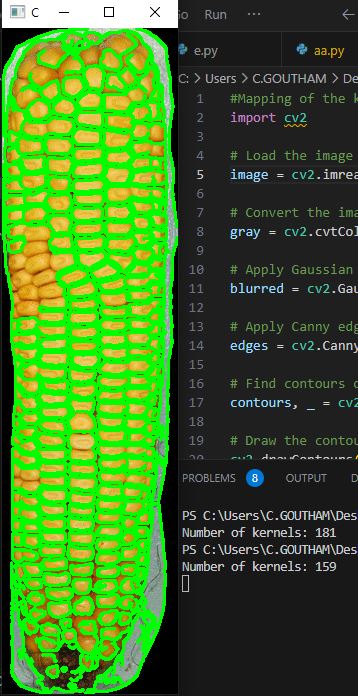 C
Go Run ...
e.py
aa.py
C: > Users > C.GOUTHAM > De
1 #Mapping of the k
2 import cv2
3
4 # Load the image
5 image = cv2.imrea
6
7 # Convert the ima
8 gray = cv2.cvtCol
9
10 # Apply Gaussian
11 blurred = cv2.Gau
12
13 # Apply Canny edg
14 edges = cv2.Canny
15
16 # Find contours o
17 contours, _ = cv2
18
19 # Draw the contou
20 cv2.drawContours(
PROBLEMS 8 OUTPUT D
PS C:\Users\C.GOUTHAM\Des
Number of kernels: 181
PS C:\Users\C.GOUTHAM\Des
Number of kernels: 159